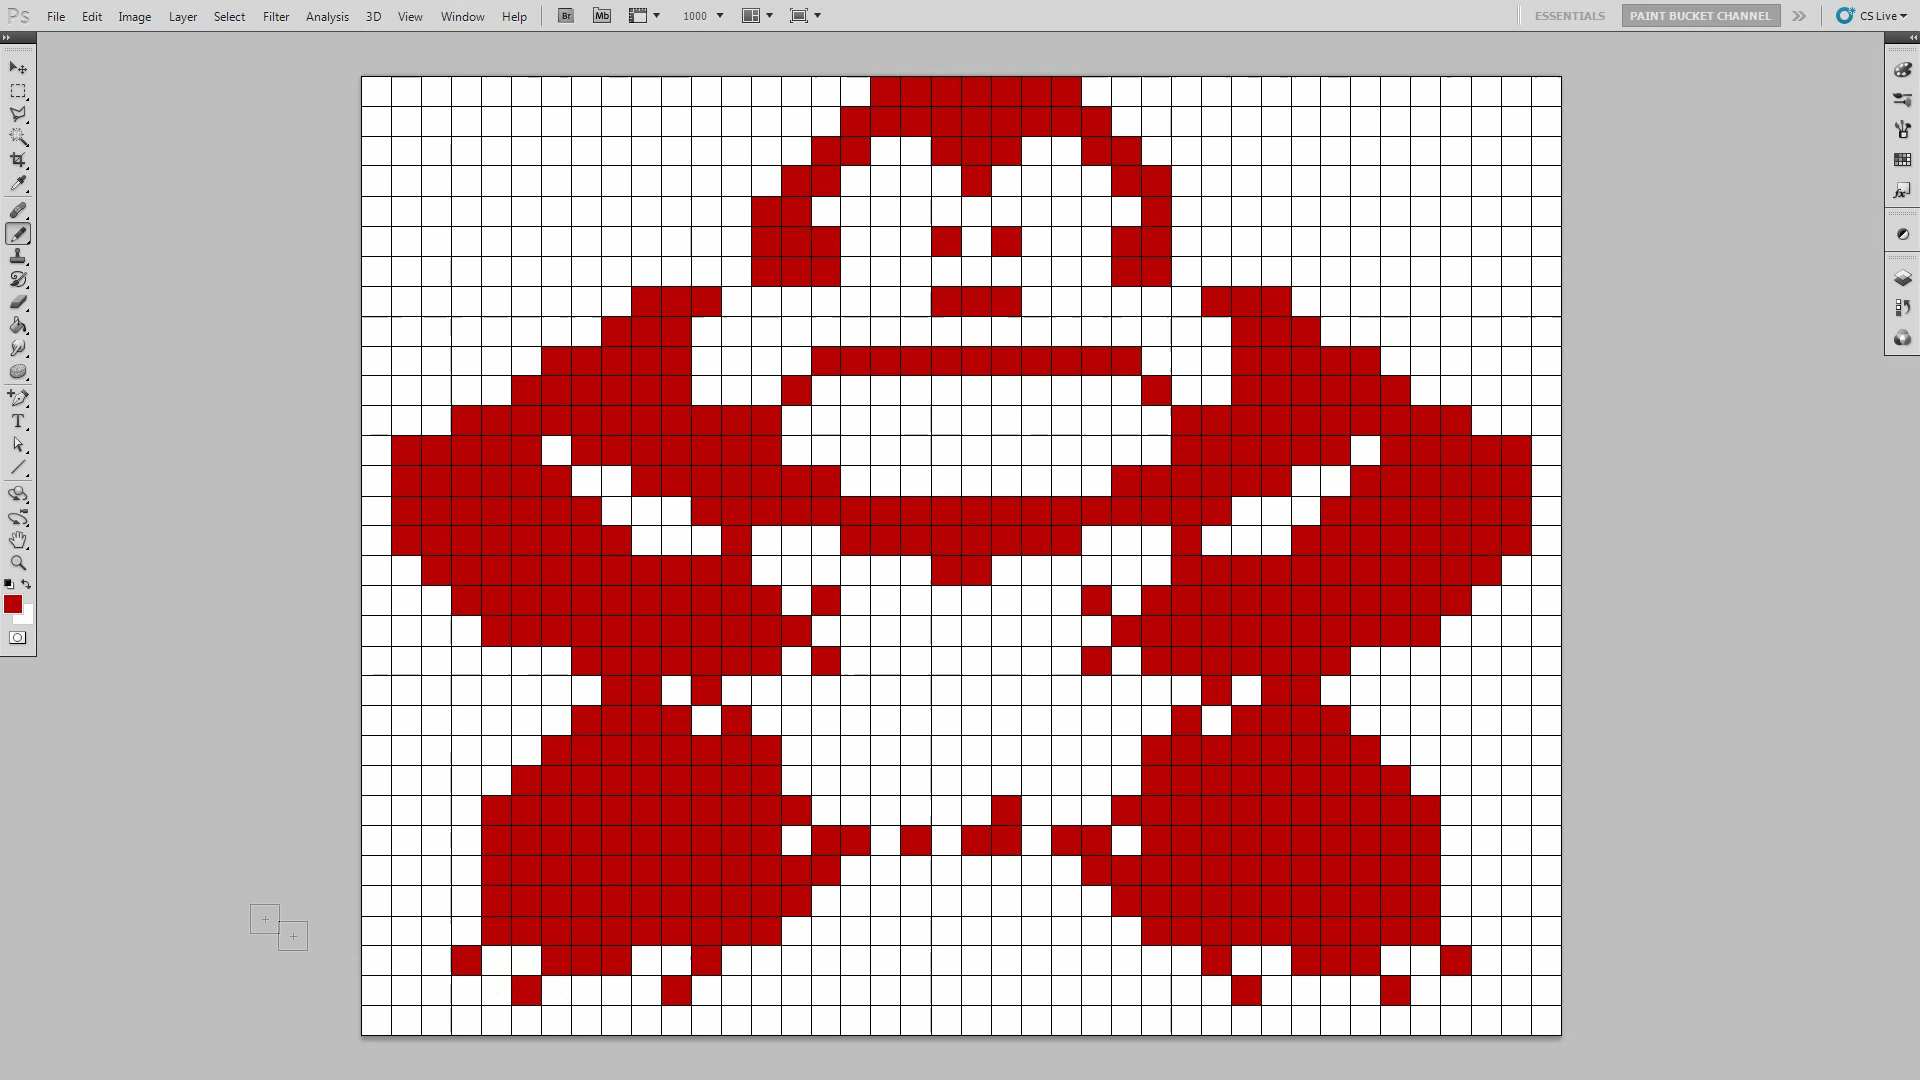 Ps File Edit Image Layer Select Filter Analysis 3D View Window Help Br Mb 1000 ESSENTIALS PAINT BUCKET CHANNEL CS Live
T
fx